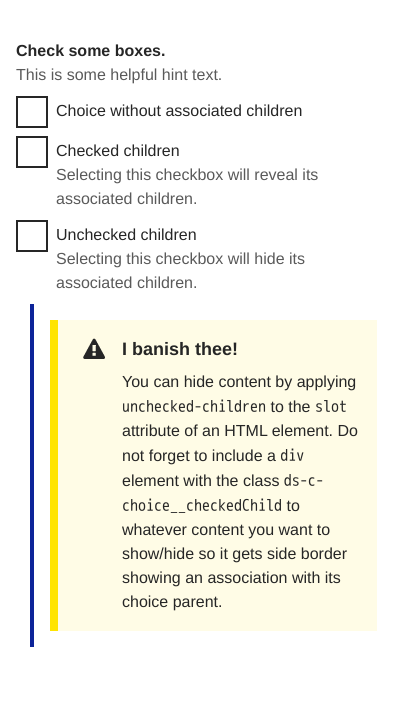 Check some boxes.
This is some helpful hint text.
Choice without associated children
Checked children
Selecting this checkbox will reveal its
associated children.
Unchecked children
Selecting this checkbox will hide its
associated children.
I banish thee!
You can hide content by applying
unchecked-children to the slot
attribute of an HTML element. Do
not forget to include a div
element with the class ds-c-
choice__checkedChild to
whatever content you want to
show/hide so it gets side border
showing an association with its
choice parent.